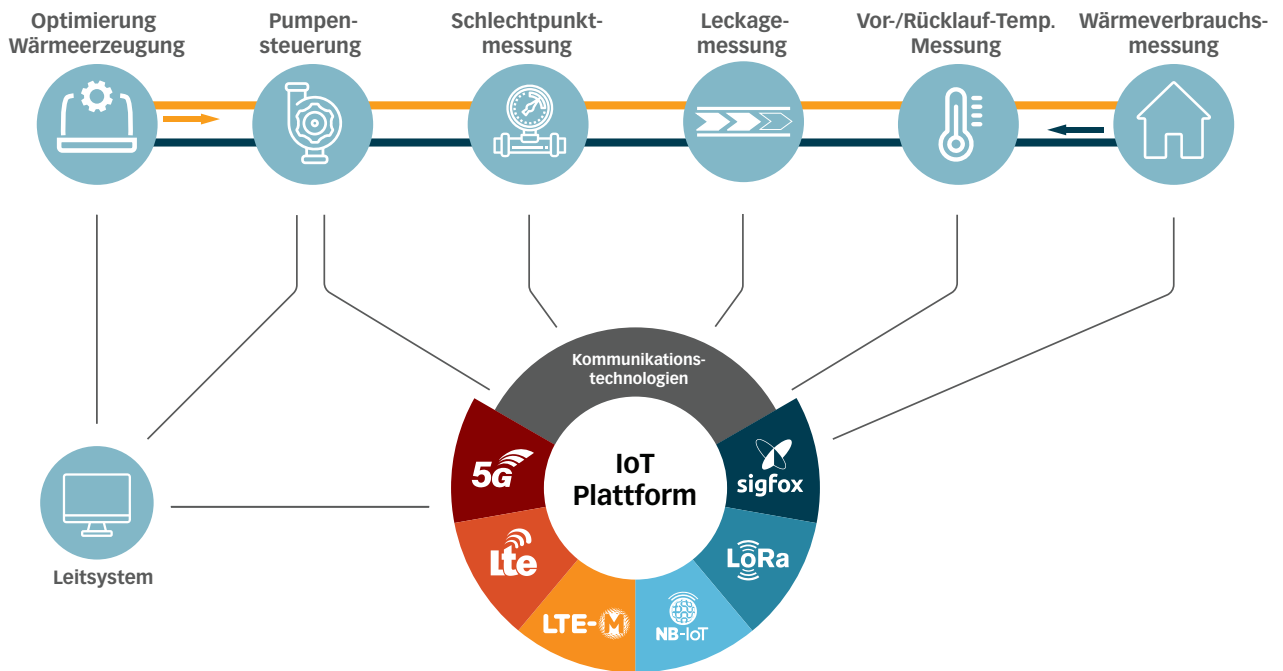 Optimierung
Wärmeerzeugung
Pumpen-
steuerung
Schlechtpunkt-
messung
Leckage-
messung
Vor-/Rücklauf-Temp.
Messung
Wärmeverbrauchs-
messung
Kommunikations-
technologien
IoT
Plattform
5G
sigfox
Lte
LoRa
LTE-M
NB-IoT
Leitsystem